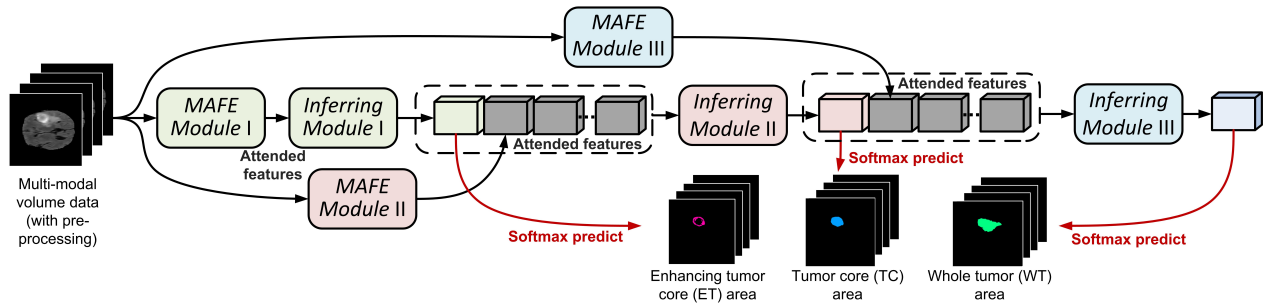 MAFE
Module III
MAFE
Module I
Inferring
Module I
Attended
features
MAFE
Module II
Attended features
Inferring
Module II
Attended features
Inferring
Module III
Multi-modal
volume data
(with pre-
processing)
Softmax predict
Softmax predict
Softmax predict
Enhancing tumor
core (ET) area
Tumor core (TC)
area
Whole tumor (WT)
area